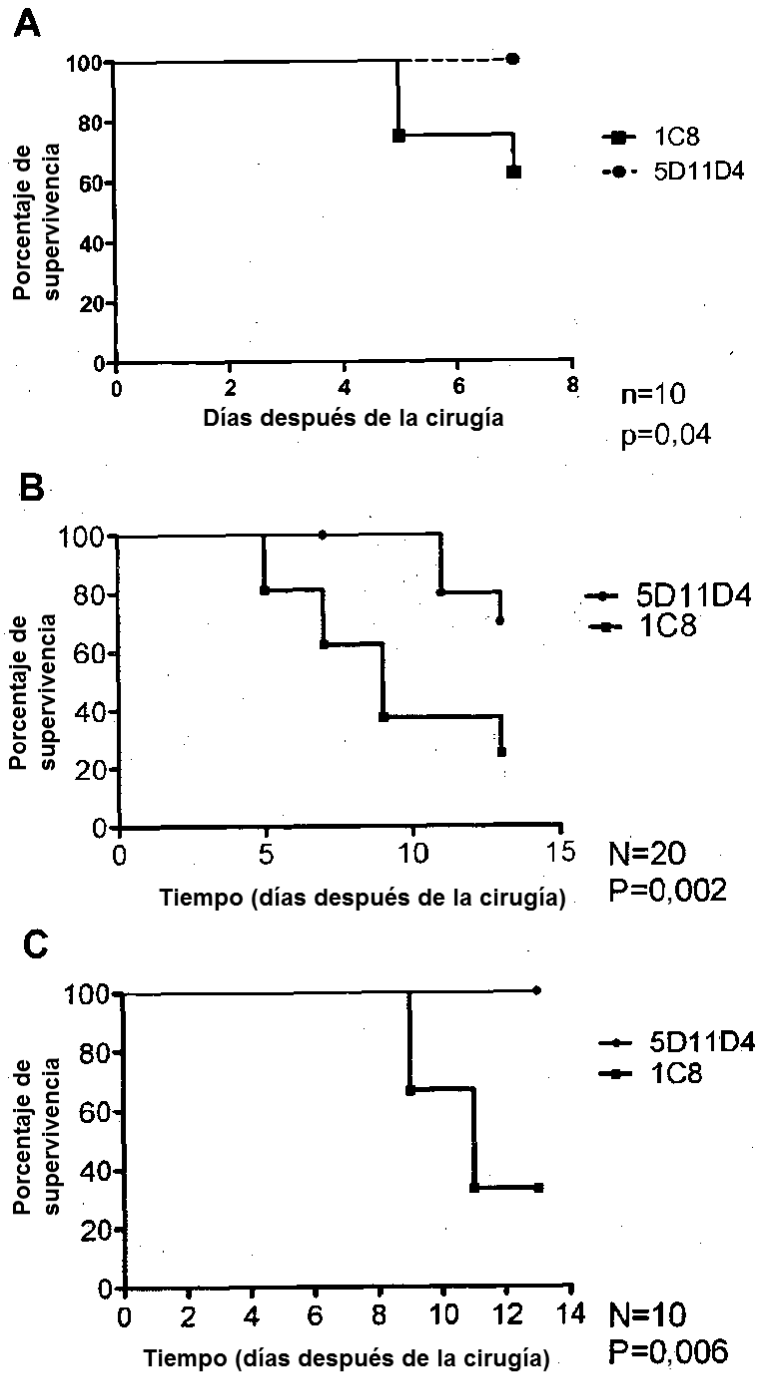 A
100
80
60
40
20
0
Porcentaje de
supervivencia
0 2 4 6 8
Días después de la cirugía
1C8
5D11D4
n=10
p=0,04
B
100
80
60
40
20
0
Porcentaje de
supervivencia
0 5 10 15
Tiempo (días después de la cirugía)
5D11D4
1C8
N=20
P=0,002
C
100
80
60
40
20
0
Porcentaje de
supervivencia
0 2 4 6 8 10 12 14
Tiempo (días después de la cirugía)
5D11D4
1C8
N=10
P=0,006